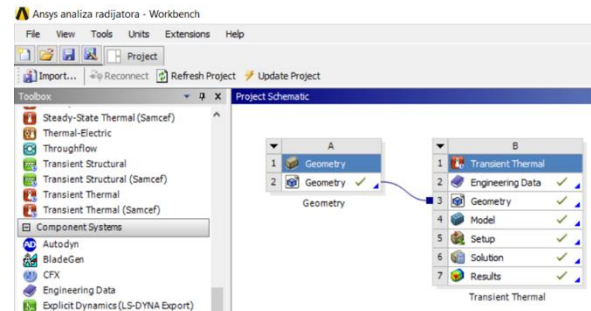 Ansys analiza radijatora - Workbench
File View Tools Units Extensions Help
Project
Import... Reconnect Refresh Project Update Project
Toolbox
Project Schematic
Steady-State Thermal (Samcef)
Thermal-Electric
Throughflow
Transient Structural
Transient Structural (Samcef)
Transient Thermal
Transient Thermal (Samcef)
Component Systems
Autodyn
BladeGen
CFX
Engineering Data
Explicit Dynamics (LS-DYNA Export)
A
1 Geometry
2 Geometry
Geometry
B
1 Transient Thermal
2 Engineering Data
3 Geometry
4 Model
5 Setup
6 Solution
7 Results
Transient Thermal